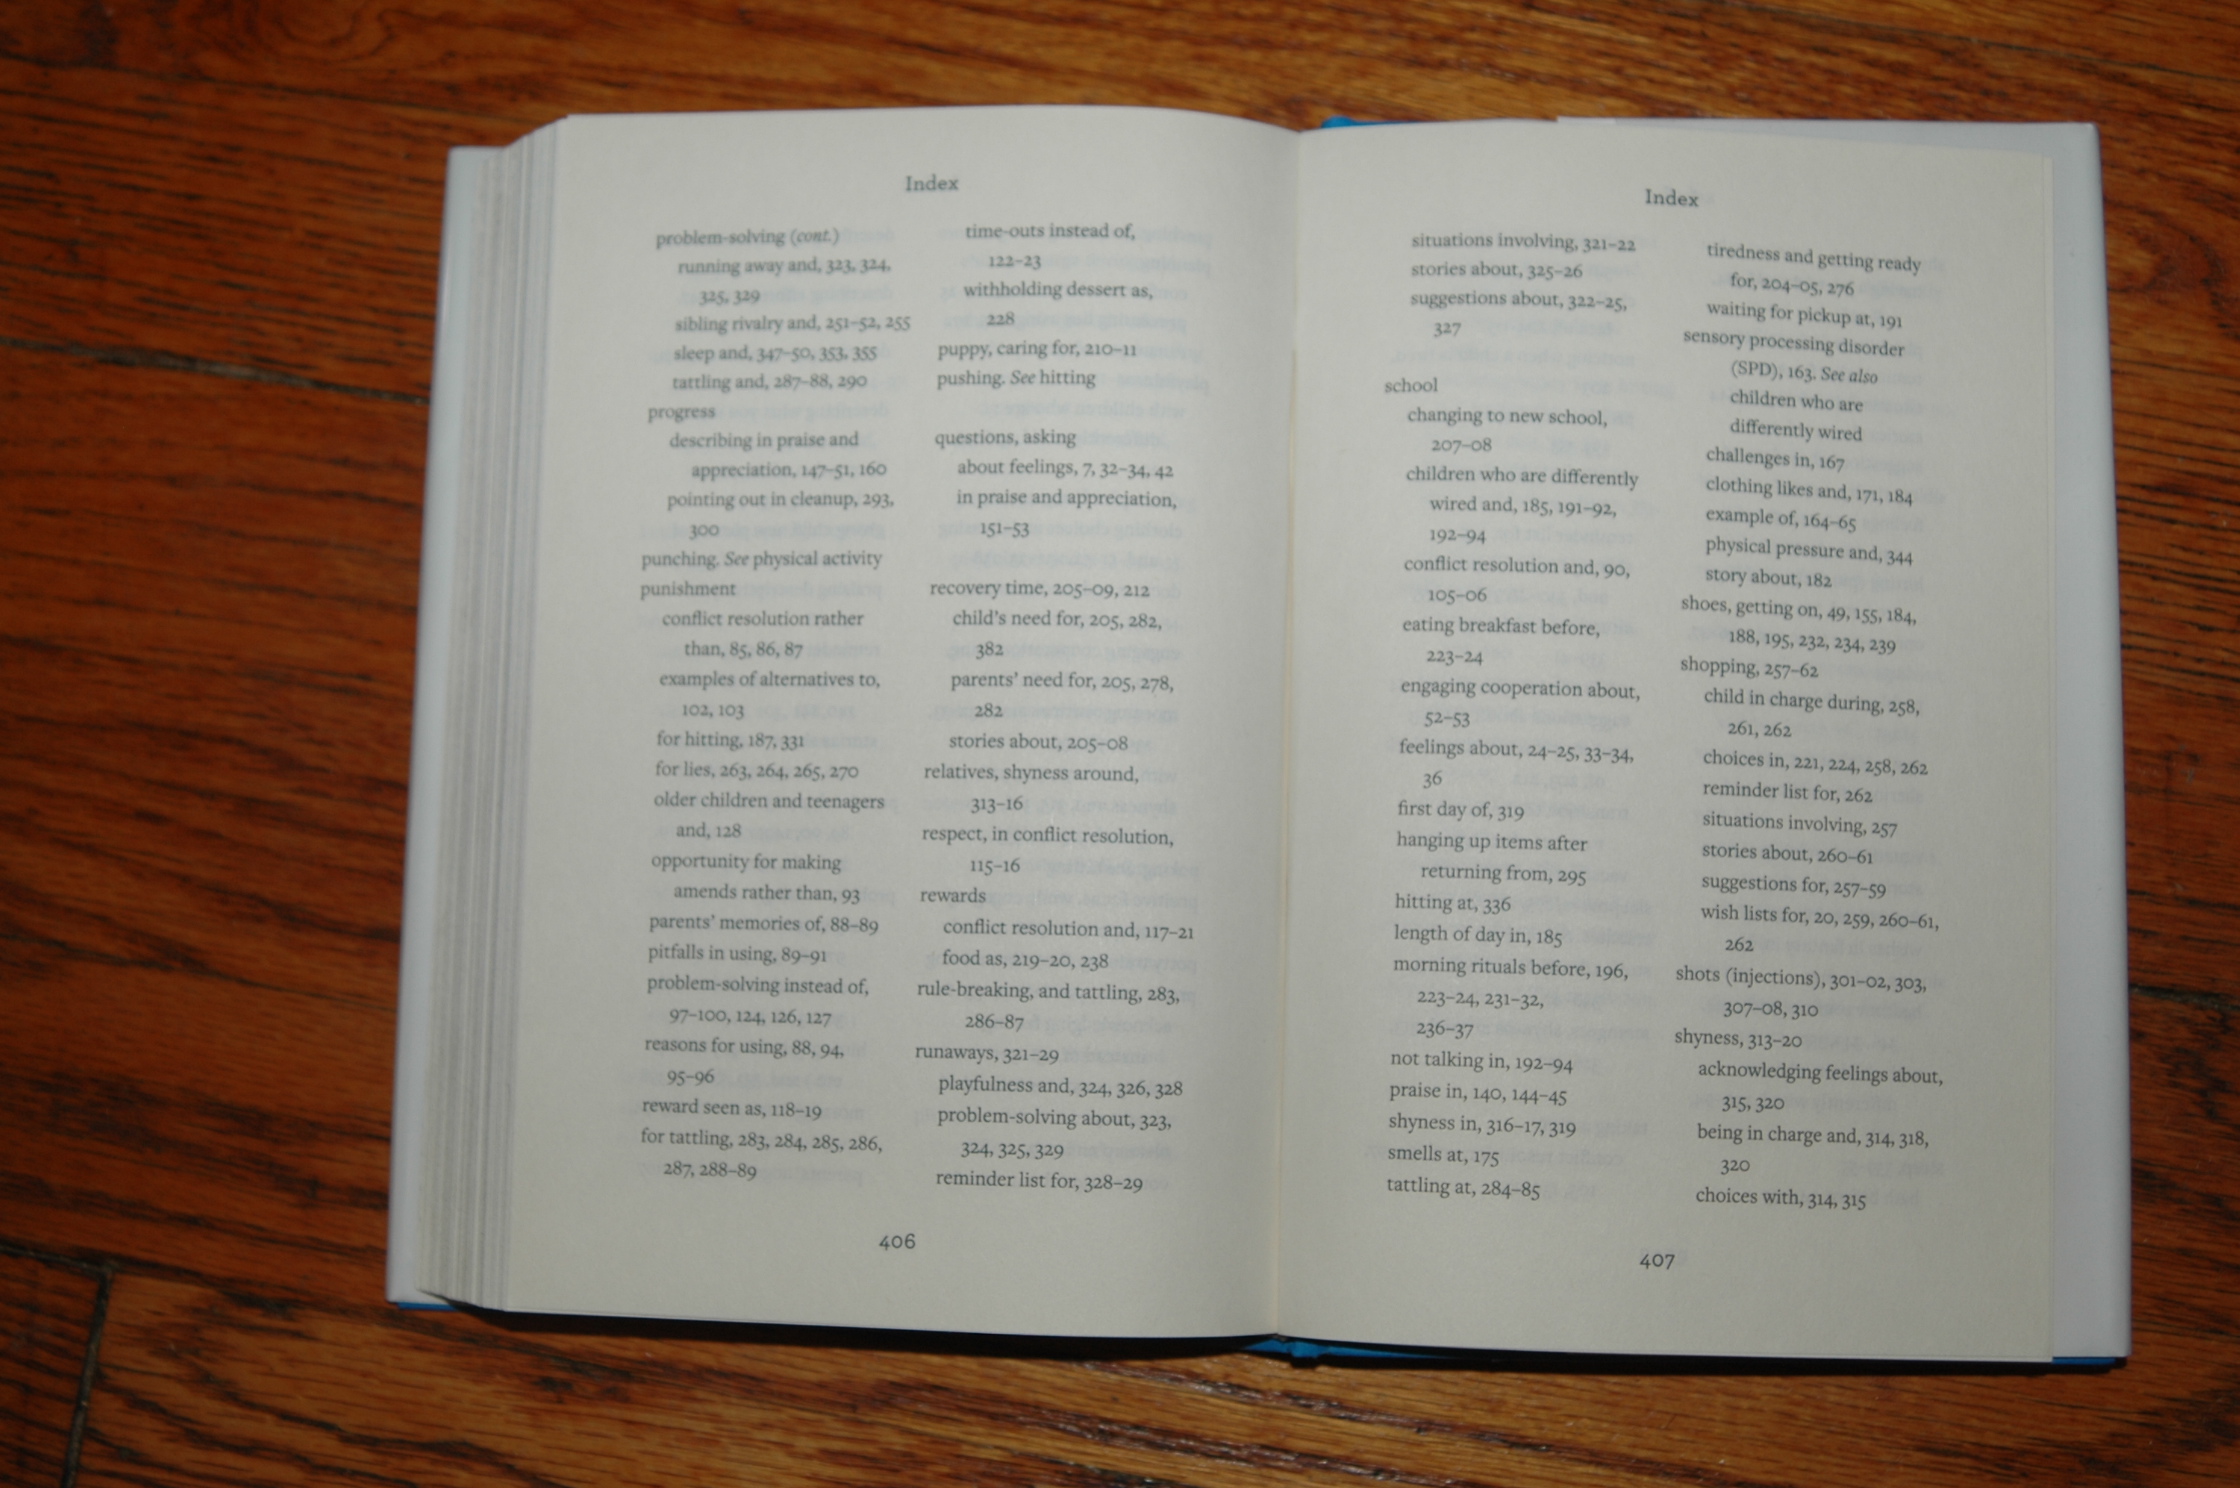 Index
problem-solving (cont.)
running away and, 323, 324,
325, 329
sibling rivalry and, 251–52, 255
sleep and, 347–50, 353, 355
tattling and, 287–88, 290
progress
describing in praise and
appreciation, 147–51, 160
pointing out in cleanup, 293,
300
punching. See physical activity
punishment
conflict resolution rather
than, 85, 86, 87
examples of alternatives to,
102, 103
for hitting, 187, 331
for lies, 263, 264, 265, 270
older children and teenagers
and, 128
opportunity for making
amends rather than, 93
parents' memories of, 88–89
pitfalls in using, 89–91
problem-solving instead of,
97–100, 124, 126, 127
reasons for using, 88, 94,
95–96
reward seen as, 118–19
for tattling, 283, 284, 285, 286,
287, 288–89
time-outs instead of,
122–23
withholding dessert as,
228
puppy, caring for, 210–11
pushing. See hitting
questions, asking
about feelings, 7, 32–34, 42
in praise and appreciation,
151–53
recovery time, 205–09, 212
child's need for, 205, 282,
382
parents' need for, 205, 278,
282
stories about, 205–08
relatives, shyness around,
313–16
respect, in conflict resolution,
115–16
rewards
conflict resolution and, 117–21
food as, 219–20, 238
rule-breaking, and tattling, 283,
286–87
runaways, 321–29
playfulness and, 324, 326, 328
problem-solving about, 323,
324, 325, 329
reminder list for, 328–29
406
Index
situations involving, 321–22
stories about, 325–26
suggestions about, 322–25,
327
school
changing to new school,
207–08
children who are differently
wired and, 185, 191–92,
192–94
conflict resolution and, 90,
105–06
eating breakfast before,
223–24
engaging cooperation about,
52–53
feelings about, 24–25, 33–34,
36
first day of, 319
hanging up items after
returning from, 295
hitting at, 336
length of day in, 185
morning rituals before, 196,
223–24, 231–32,
236–37
not talking in, 192–94
praise in, 140, 144–45
shyness in, 316–17, 319
smells at, 175
tattling at, 284–85
tiredness and getting ready
for, 204–05, 276
waiting for pickup at, 191
sensory processing disorder
(SPD), 163. See also
children who are
differently wired
challenges in, 167
clothing likes and, 171, 184
example of, 164–65
physical pressure and, 344
story about, 182
shoes, getting on, 49, 155, 184,
188, 195, 232, 234, 239
shopping, 257–62
child in charge during, 258,
261, 262
choices in, 221, 224, 258, 262
reminder list for, 262
situations involving, 257
stories about, 260–61
suggestions for, 257–59
wish lists for, 20, 259, 260–61,
262
shots (injections), 301–02, 303,
307–08, 310
shyness, 313–20
acknowledging feelings about,
315, 320
being in charge and, 314, 318,
320
choices with, 314, 315
407